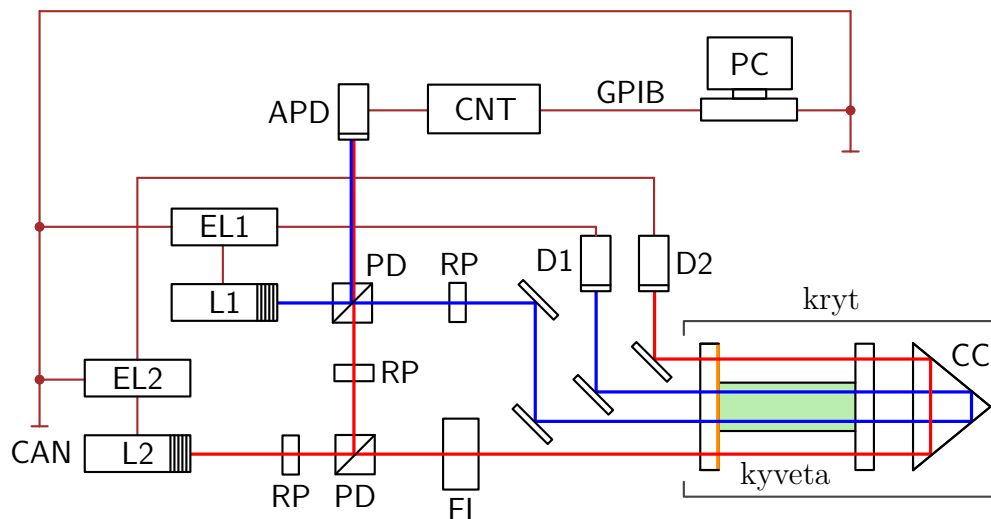 PC
APD
CNT
GPIB
EL1
PD
RP
D1
D2
L1
kryt
CC
EL2
RP
CAN
L2
RP
PD
FI
kyveta